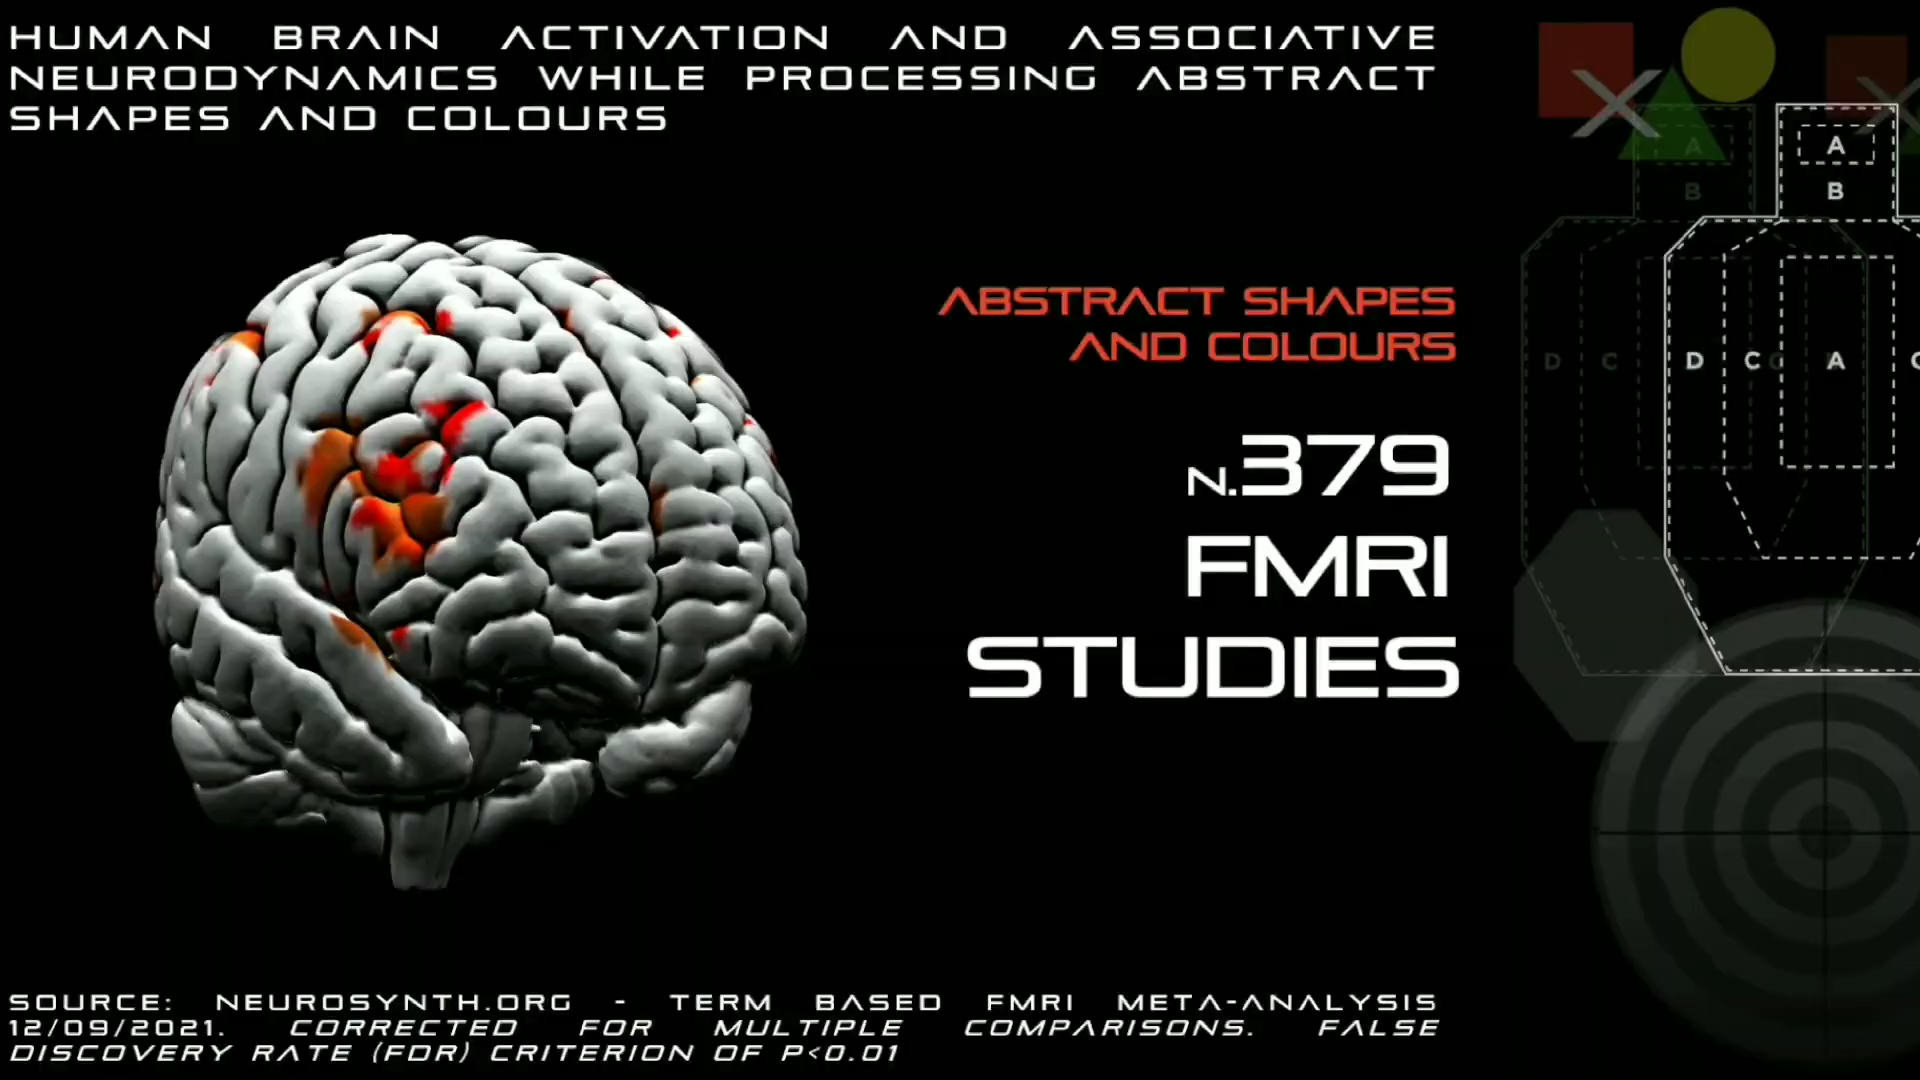 HUMAN BRAIN ACTIVATION AND ASSOCIATIVE
NEURODYNAMICS WHILE PROCESSING ABSTRACT
SHAPES AND COLOURS
ABSTRACT SHAPES
AND COLOURS
N.379
FMRI
STUDIES
A
B
D C A C
A
B
D C C A C
SOURCE: NEUROSYNTH.ORG - TERM BASED FMRI META-ANALYSIS
12/09/2021. CORRECTED FOR MULTIPLE COMPARISONS. FALSE
DISCOVERY RATE (FDR) CRITERION OF P<0.01